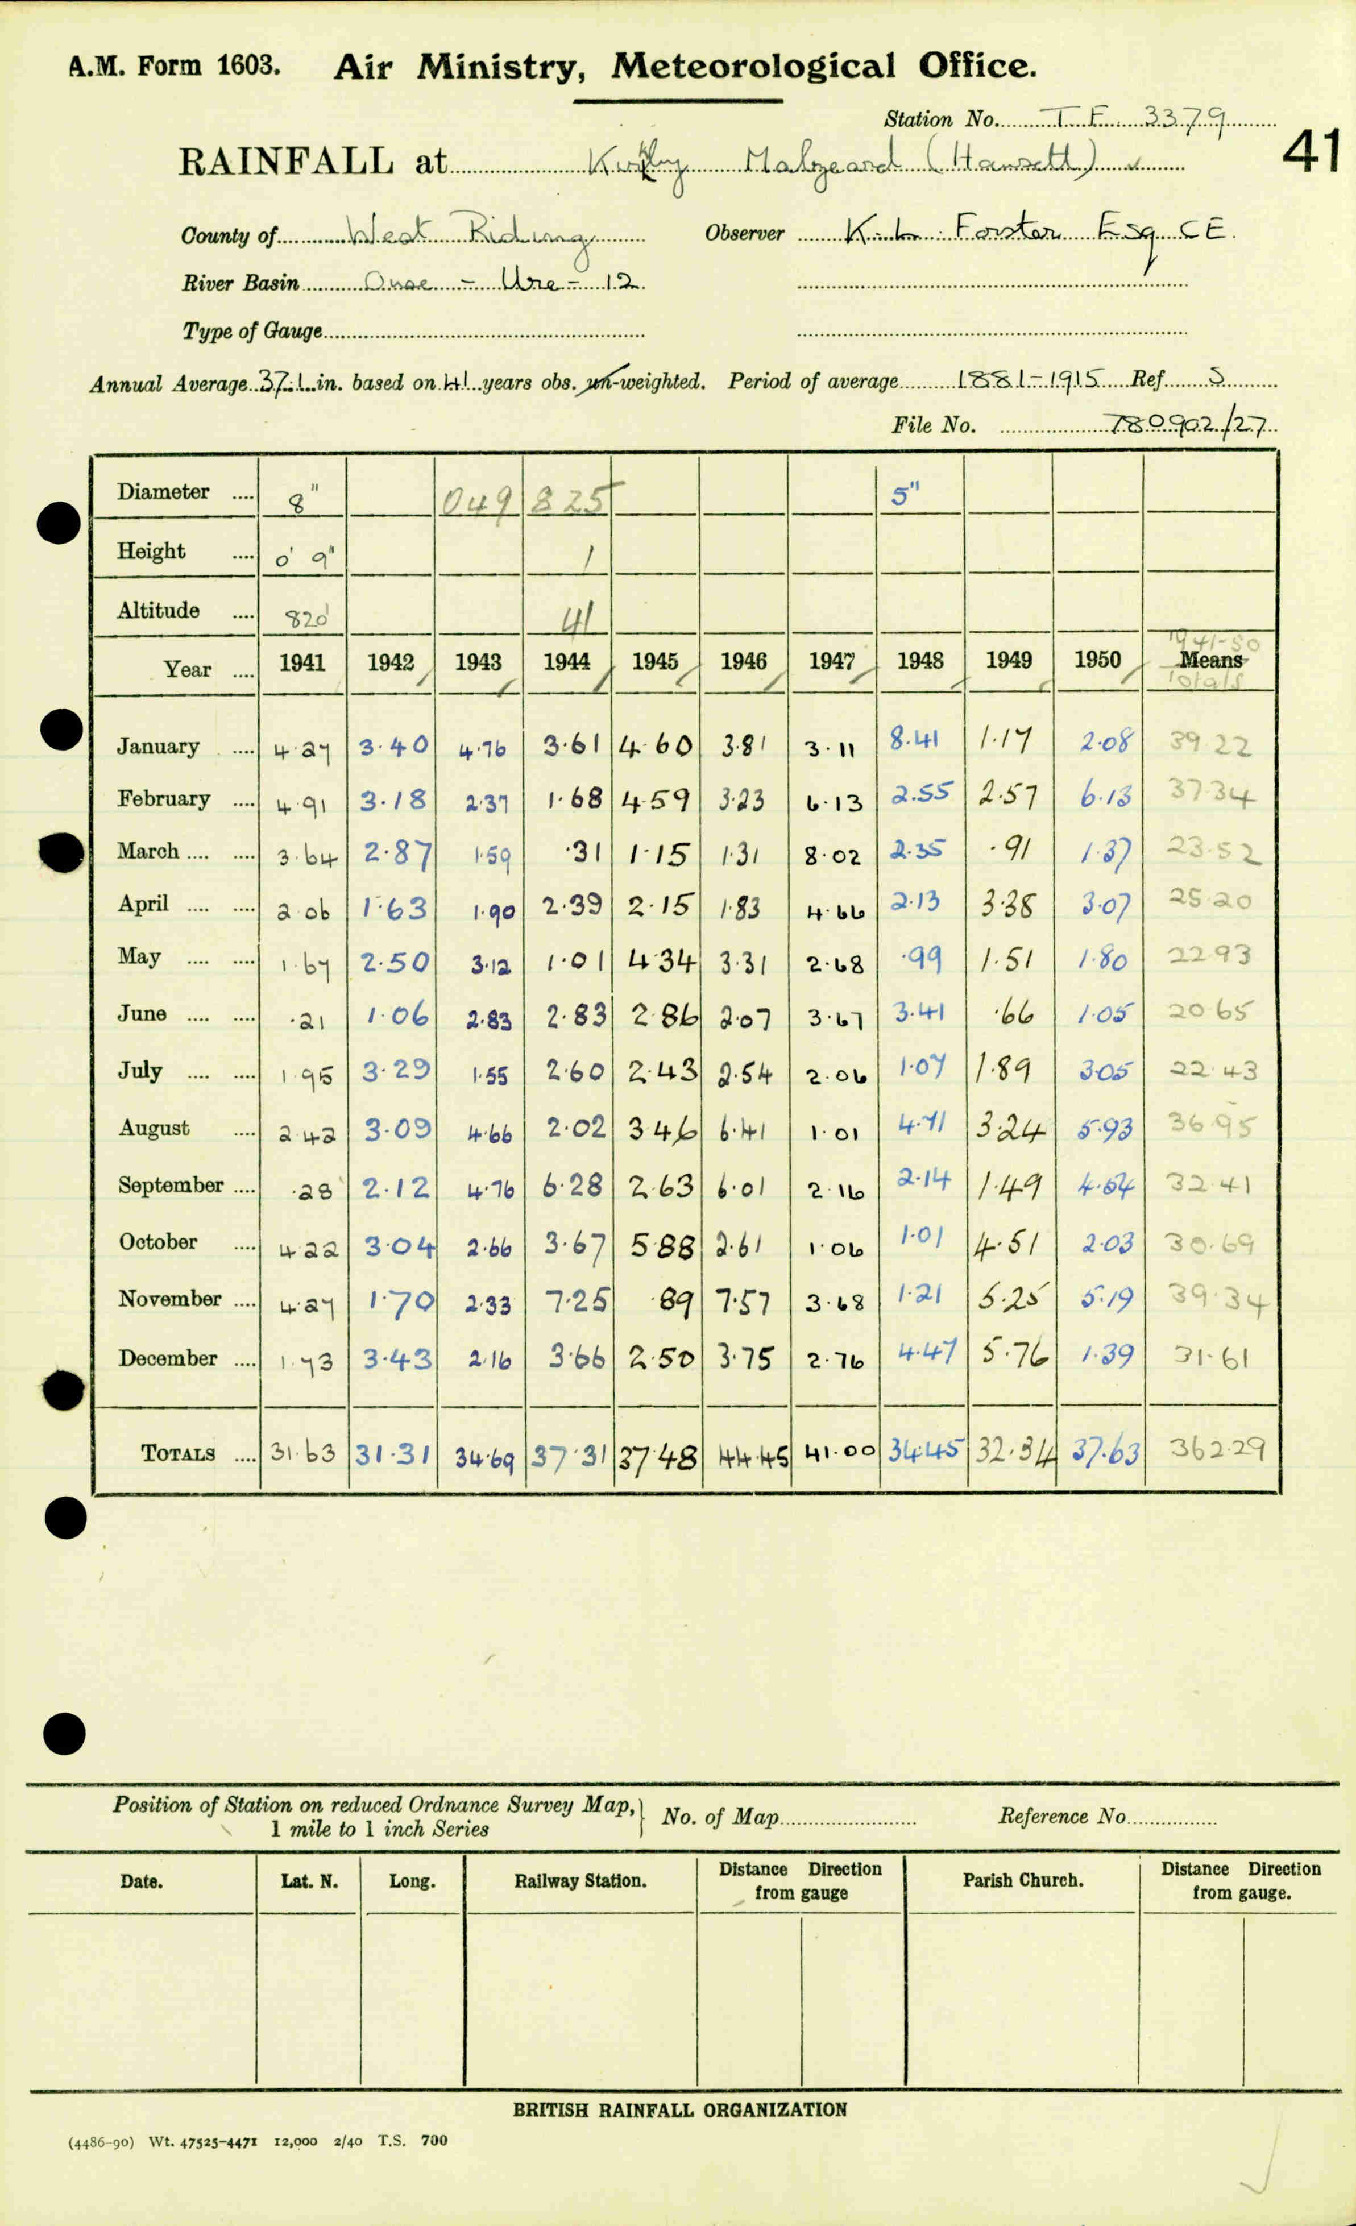 A.M. Form 1603. Air Ministry, Meteorological Office.
Station No. T.F. 3379
41
RAINFALL at Kirkby Malzeard (Hansett) ✓
County of West Riding Observer K. L. Forster Esq CE.
River Basin Ouse - Ure - 12
Type of Gauge
Annual Average 37.1 in. based on 41 years obs. un-weighted. Period of average 1881-1915 Ref. S
File No. 780902/27
Diameter .... 8" 049 825 5"
Height .... 0' 9" 1
Altitude .... 820' 41
1941-50
Year .... 1941 1942 1943 1944 1945 1946 1947 1948 1949 1950 Means
Totals
January .... 4.27 3.40 4.76 3.61 4.60 3.81 3.11 8.41 1.17 2.08 39.22
February .... 4.91 3.18 2.37 1.68 4.59 3.23 6.13 2.55 2.57 6.13 37.34
March .... .... 3.64 2.87 1.59 .31 1.15 1.31 8.02 2.35 .91 1.37 23.52
April .... .... 2.06 1.63 1.90 2.39 2.15 1.83 4.66 2.13 3.38 3.07 25.20
May .... .... 1.67 2.50 3.12 1.01 4.34 3.31 2.68 .99 1.51 1.80 22.93
June .... .... .21 1.06 2.83 2.83 2.86 2.07 3.67 3.41 .66 1.05 20.65
July .... .... 1.95 3.29 1.55 2.60 2.43 2.54 2.06 1.07 1.89 3.05 22.43
August .... 2.42 3.09 4.66 2.02 3.46 6.41 1.01 4.71 3.24 5.93 36.95
September .... .28 2.12 4.76 6.28 2.63 6.01 2.16 2.14 1.49 4.54 32.41
October .... 4.22 3.04 2.66 3.67 5.88 2.61 1.06 1.01 4.51 2.03 30.69
November .... 4.27 1.70 2.33 7.25 .89 7.57 3.68 1.21 5.25 5.19 39.34
December .... 1.73 3.43 2.16 3.66 2.50 3.75 2.76 4.47 5.76 1.39 31.61
TOTALS .... 31.63 31.31 34.69 37.31 37.48 44.45 41.00 34.45 32.34 37.63 362.29
Position of Station on reduced Ordnance Survey Map, } No. of Map Reference No.
1 mile to 1 inch Series
Date. Lat. N. Long. Railway Station. Distance Direction from gauge Parish Church. Distance Direction from gauge.
BRITISH RAINFALL ORGANIZATION
(4486-90) Wt. 47525-4471 12,000 2/40 T.S. 700